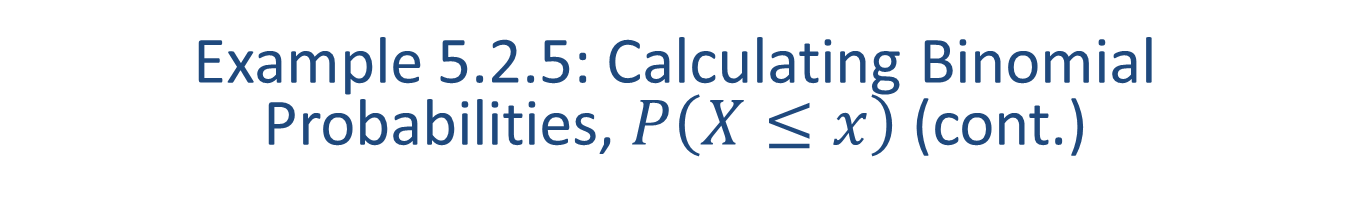 Example 5.2.5: Calculating Binomial
Probabilities, 𝑃(𝑋 ≤ 𝑥) (cont.)